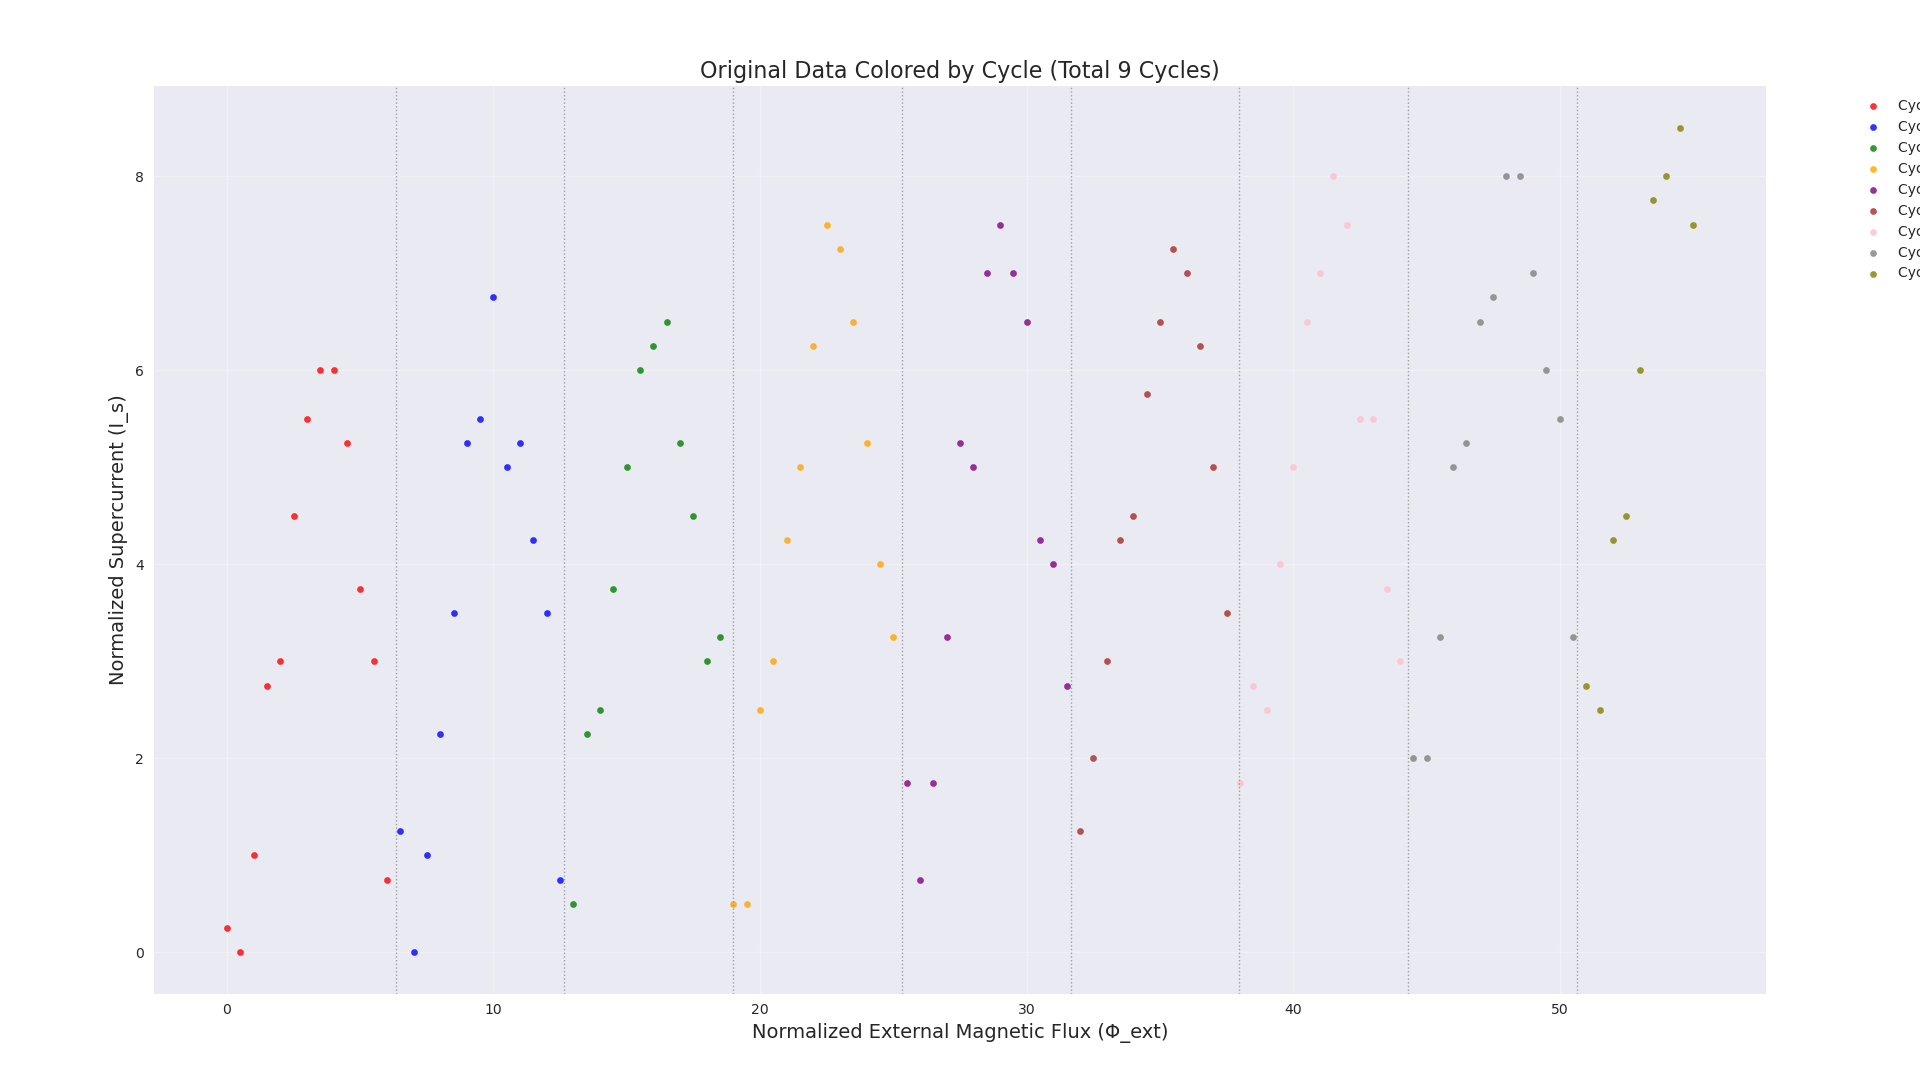 Original Data Colored by Cycle (Total 9 Cycles)
Normalized Supercurrent (I_s)
8
6
4
2
0
0 10 20 30 40 50
Normalized External Magnetic Flux (Φ_ext)
Cyc
Cyc
Cyc
Cyc
Cyc
Cyc
Cyc
Cyc
Cyc